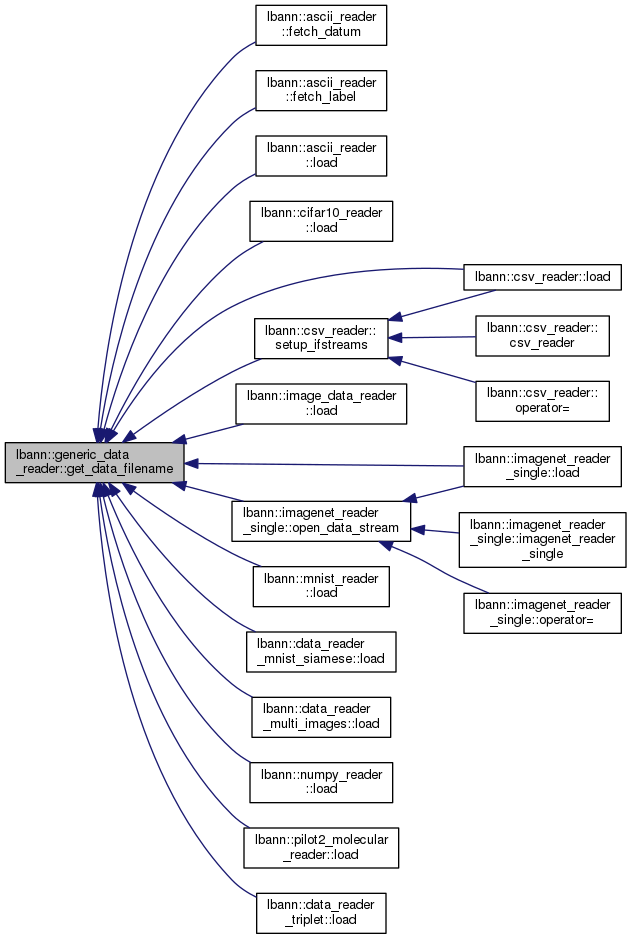 lbann::ascii_reader
::fetch_datum
lbann::ascii_reader
::fetch_label
lbann::ascii_reader
::load
lbann::cifar10_reader
::load
lbann::csv_reader::load
lbann::csv_reader::
setup_ifstreams
lbann::csv_reader::
csv_reader
lbann::csv_reader::
operator=
lbann::image_data_reader
::load
lbann::generic_data
_reader::get_data_filename
lbann::imagenet_reader
_single::load
lbann::imagenet_reader
_single::open_data_stream
lbann::imagenet_reader
_single::imagenet_reader
_single
lbann::mnist_reader
::load
lbann::imagenet_reader
_single::operator=
lbann::data_reader
_mnist_siamese::load
lbann::data_reader
_multi_images::load
lbann::numpy_reader
::load
lbann::pilot2_molecular
_reader::load
lbann::data_reader
_triplet::load